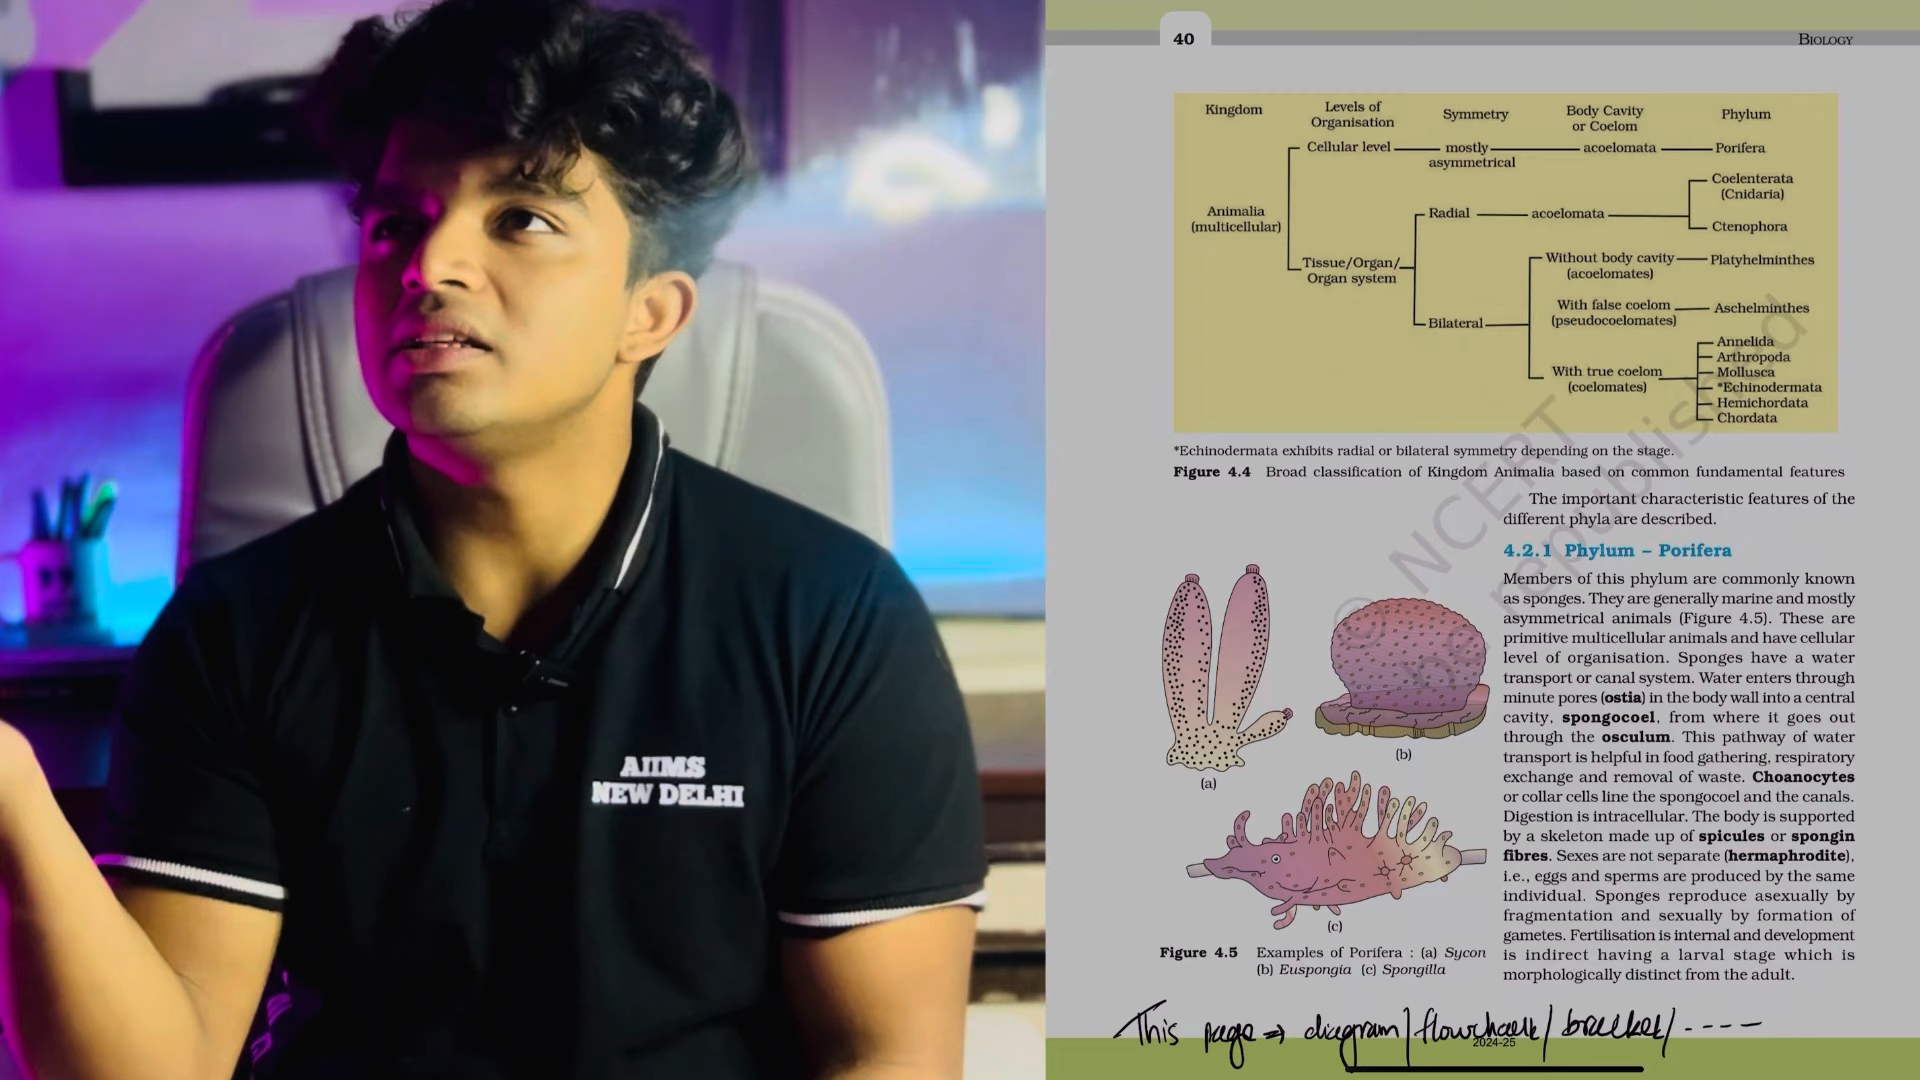 AIIMS
NEW DELHI
40
BIOLOGY
Kingdom
Levels of
Organisation
Symmetry
Body Cavity
or Coelom
Phylum
Cellular level
mostly
asymmetrical
acoelomata
Porifera
Animalia
(multicellular)
Tissue/Organ/
Organ system
Radial
acoelomata
Coelenterata
(Cnidaria)
Ctenophora
Bilateral
Without body cavity
(acoelomates)
Platyhelminthes
With false coelom
(pseudocoelomates)
Aschelminthes
With true coelom
(coelomates)
Annelida
Arthropoda
Mollusca
*Echinodermata
Hemichordata
Chordata
*Echinodermata exhibits radial or bilateral symmetry depending on the stage.
Figure 4.4 Broad classification of Kingdom Animalia based on common fundamental features
The important characteristic features of the
different phyla are described.
4.2.1 Phylum – Porifera
Members of this phylum are commonly known
as sponges. They are generally marine and mostly
asymmetrical animals (Figure 4.5). These are
primitive multicellular animals and have cellular
level of organisation. Sponges have a water
transport or canal system. Water enters through
minute pores (ostia) in the body wall into a central
cavity, spongocoel, from where it goes out
through the osculum. This pathway of water
transport is helpful in food gathering, respiratory
exchange and removal of waste. Choanocytes
or collar cells line the spongocoel and the canals.
Digestion is intracellular. The body is supported
by a skeleton made up of spicules or spongin
fibres. Sexes are not separate (hermaphrodite),
i.e., eggs and sperms are produced by the same
individual. Sponges reproduce asexually by
fragmentation and sexually by formation of
gametes. Fertilisation is internal and development
is indirect having a larval stage which is
morphologically distinct from the adult.
(a)
(b)
(c)
Figure 4.5 Examples of Porifera : (a) Sycon
(b) Euspongia (c) Spongilla
© NCERT
be republished
This page ⇒ diagram/flowchart/bracket/----
2024-25